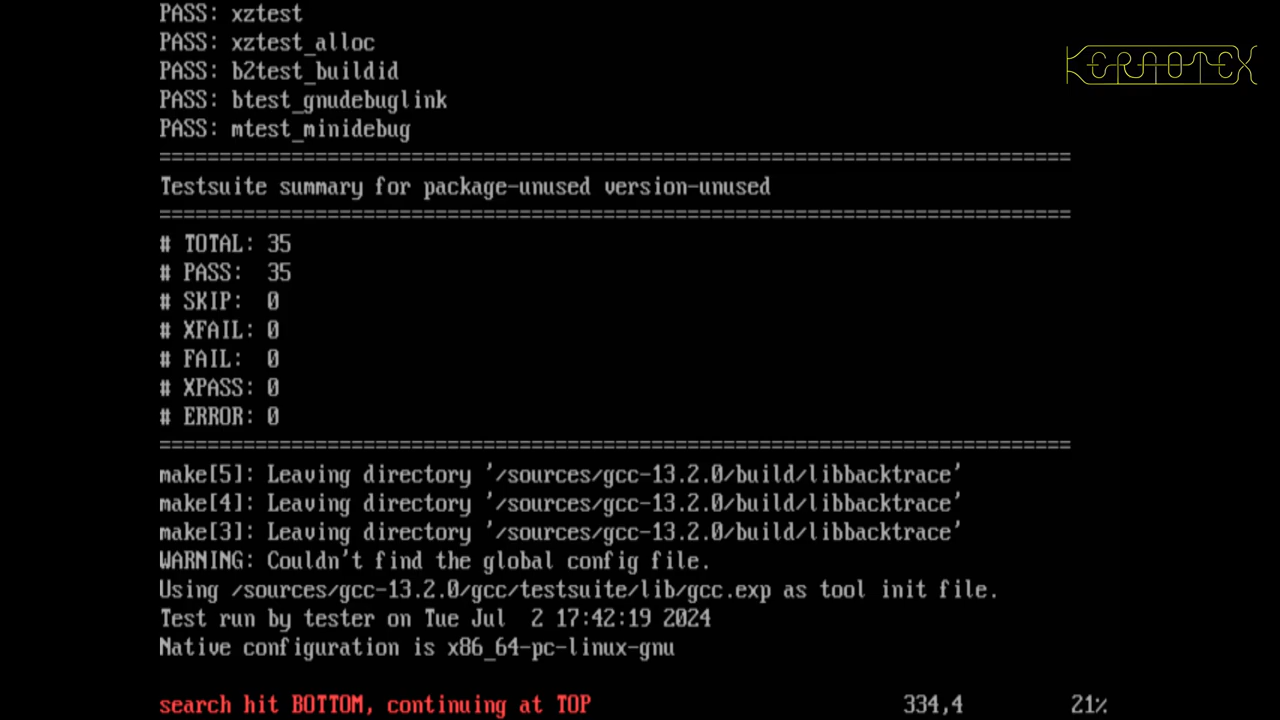 PASS: xztest
KERNOTEX
PASS: xztest_alloc
PASS: b2test_buildid
PASS: btest_gnudebuglink
PASS: mtest_minidebug
============================================================================
Testsuite summary for package-unused version-unused
============================================================================
# TOTAL: 35
# PASS:  35
# SKIP:  0
# XFAIL: 0
# FAIL:  0
# XPASS: 0
# ERROR: 0
============================================================================
make[5]: Leaving directory '/sources/gcc-13.2.0/build/libbacktrace'
make[4]: Leaving directory '/sources/gcc-13.2.0/build/libbacktrace'
make[3]: Leaving directory '/sources/gcc-13.2.0/build/libbacktrace'
WARNING: Couldn't find the global config file.
Using /sources/gcc-13.2.0/gcc/testsuite/lib/gcc.exp as tool init file.
Test run by tester on Tue Jul  2 17:42:19 2024
Native configuration is x86_64-pc-linux-gnu
search hit BOTTOM, continuing at TOP 334,4 21%